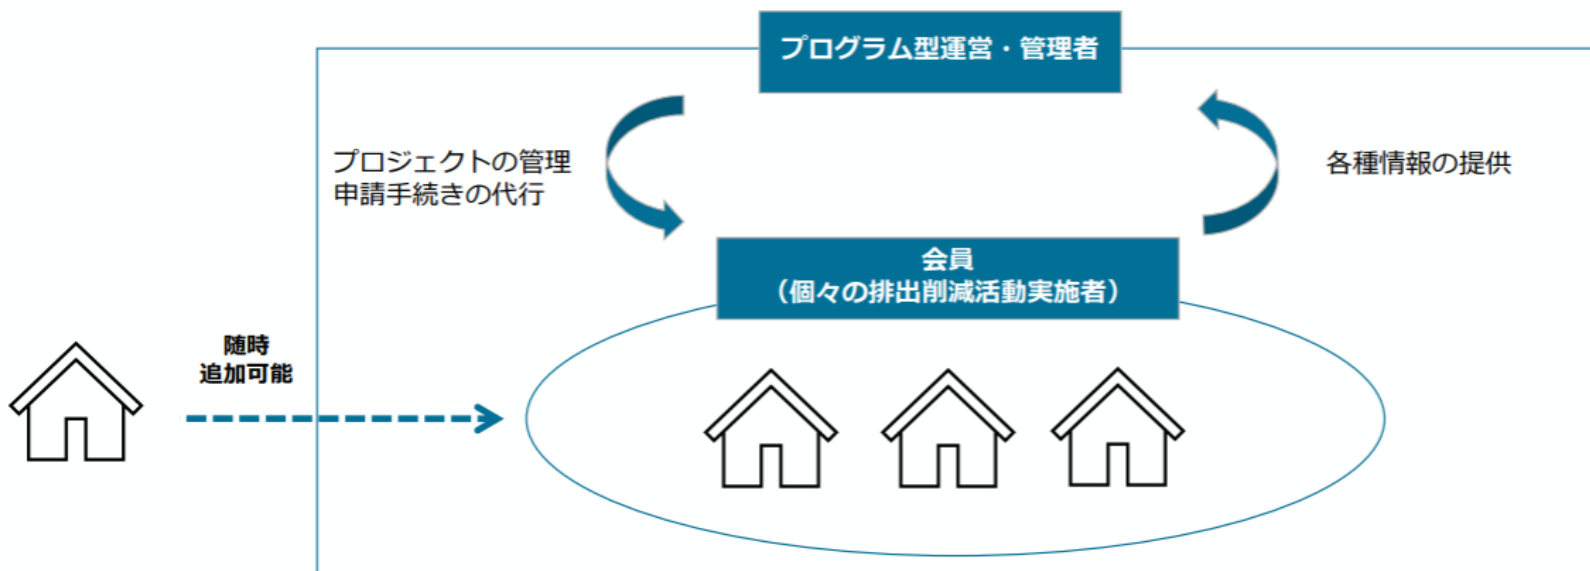 プログラム型運営・管理者
プロジェクトの管理
申請手続きの代行
各種情報の提供
会員
（個々の排出削減活動実施者）
随時
追加可能